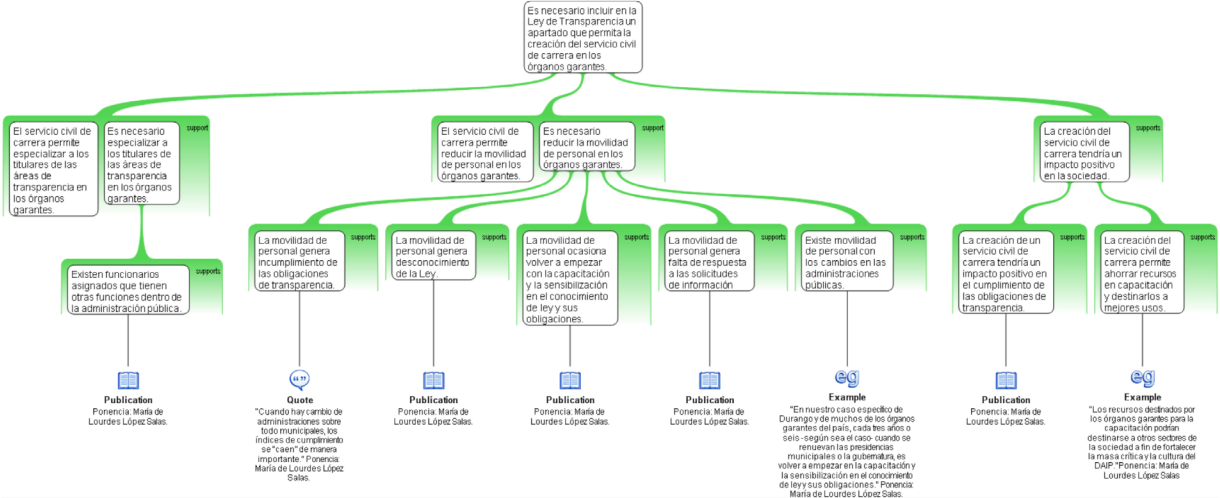 Es necesario incluir en la
Ley de Transparencia un
apartado que permita la
creación del servicio civil
de carrera en los
órganos garantes.
El servicio civil de
carrera permite
especializar a los
titulares de las
áreas de
transparencia en
los órganos
garantes.
Es necesario
especializar a
los titulares de
las áreas de
transparencia
en los órganos
garantes.
support
El servicio civil de
carrera permite
reducir la movilidad
de personal en los
órganos garantes.
Es necesario
reducir la movilidad
de personal en los
órganos garantes.
support
La creación del
servicio civil de
carrera tendría un
impacto positivo
en la sociedad.
supports
Existen funcionarios
asignados que tienen
otras funciones dentro de
la administración pública.
supports
La movilidad de
personal genera
incumplimiento de
las obligaciones
de transparencia.
supports
La movilidad de
personal genera
desconocimiento
de la Ley.
supports
La movilidad de
personal ocasiona
volver a empezar
con la capacitación
y la sensibilización
en el conocimiento
de ley y sus
obligaciones.
supports
La movilidad de
personal genera
falta de respuesta
a las solicitudes
de información
supports
Existe movilidad
de personal con
los cambios en las
administraciones
públicas.
supports
La creación de un
servicio civil de
carrera tendría un
impacto positivo en
el cumplimiento de
las obligaciones de
transparencia.
supports
La creación del
servicio civil de
carrera permite
ahorrar recursos
en capacitación
y destinarlos a
mejores usos.
supports
Publication
Ponencia: María de
Lourdes López Salas.
Quote
"Cuando hay cambio de
administraciones sobre
todo municipales, los
índices de cumplimiento
se "caen" de manera
importante." Ponencia:
María de Lourdes López
Salas.
Publication
Ponencia: María de
Lourdes López Salas.
Publication
Ponencia: María de
Lourdes López Salas.
Publication
Ponencia: María de
Lourdes López Salas.
eg
Example
"En nuestro caso específico de
Durango y de muchos de los órganos
garantes del país, cada tres años o
seis -según sea el caso- cuando se
renuevan las presidencias
municipales o la gubernatura, es
volver a empezar en la capacitación y
la sensibilización en el conocimiento
de ley y sus obligaciones." Ponencia:
María de Lourdes López Salas.
Publication
Ponencia: María de
Lourdes López Salas.
eg
Example
"Los recursos destinados por
los órganos garantes para la
capacitación podrían
destinarse a otros sectores de
la sociedad a fin de fortalecer
la masa crítica y la cultura del
DAIP."Ponencia: María de
Lourdes López Salas